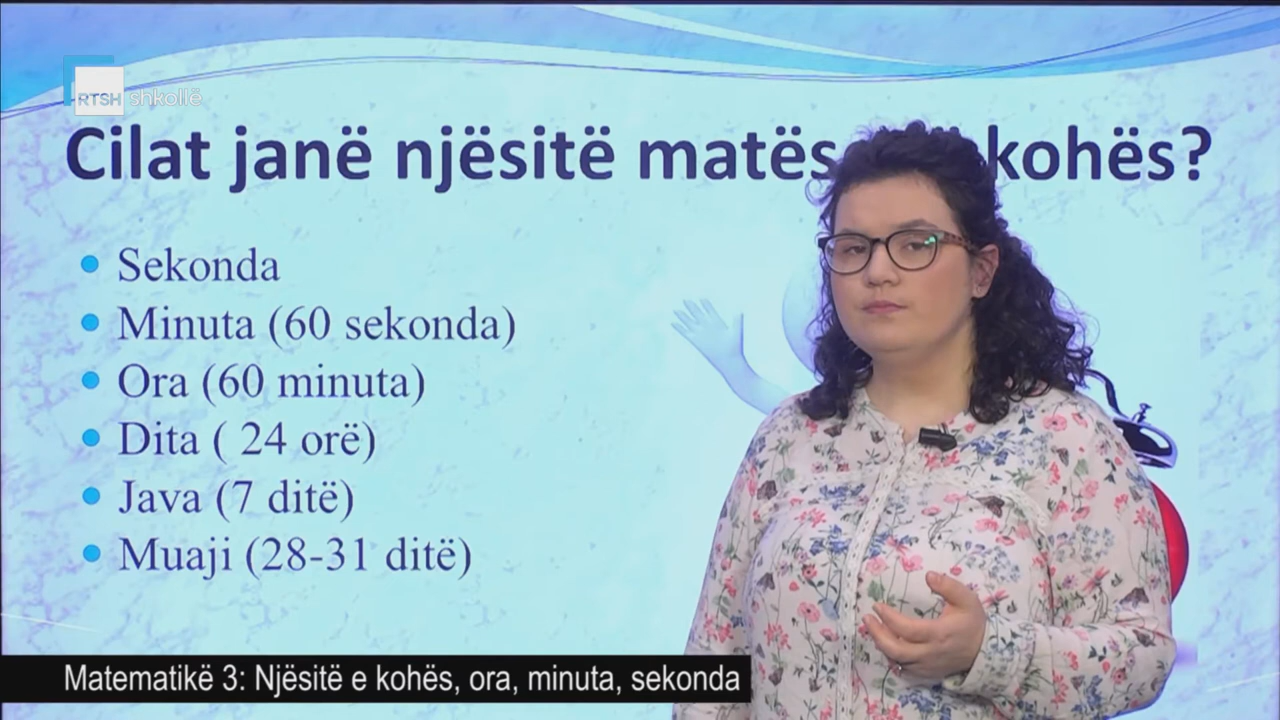 RTSH shkollë
Cilat janë njësitë matës kohës?
Sekonda
Minuta (60 sekonda)
Ora (60 minuta)
Dita ( 24 orë)
Java (7 ditë)
Muaji (28-31 ditë)
Matematikë 3: Njësitë e kohës, ora, minuta, sekonda